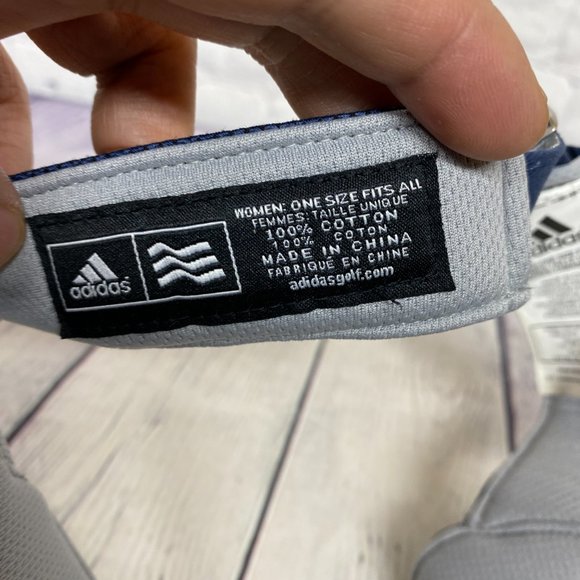 adidas
WOMEN: ONE SIZE FITS ALL
FEMMES: TAILLE UNIQUE
100% COTTON
100% COTON
MADE IN CHINA
FABRIQUÉ EN CHINE
adidasgolf.com